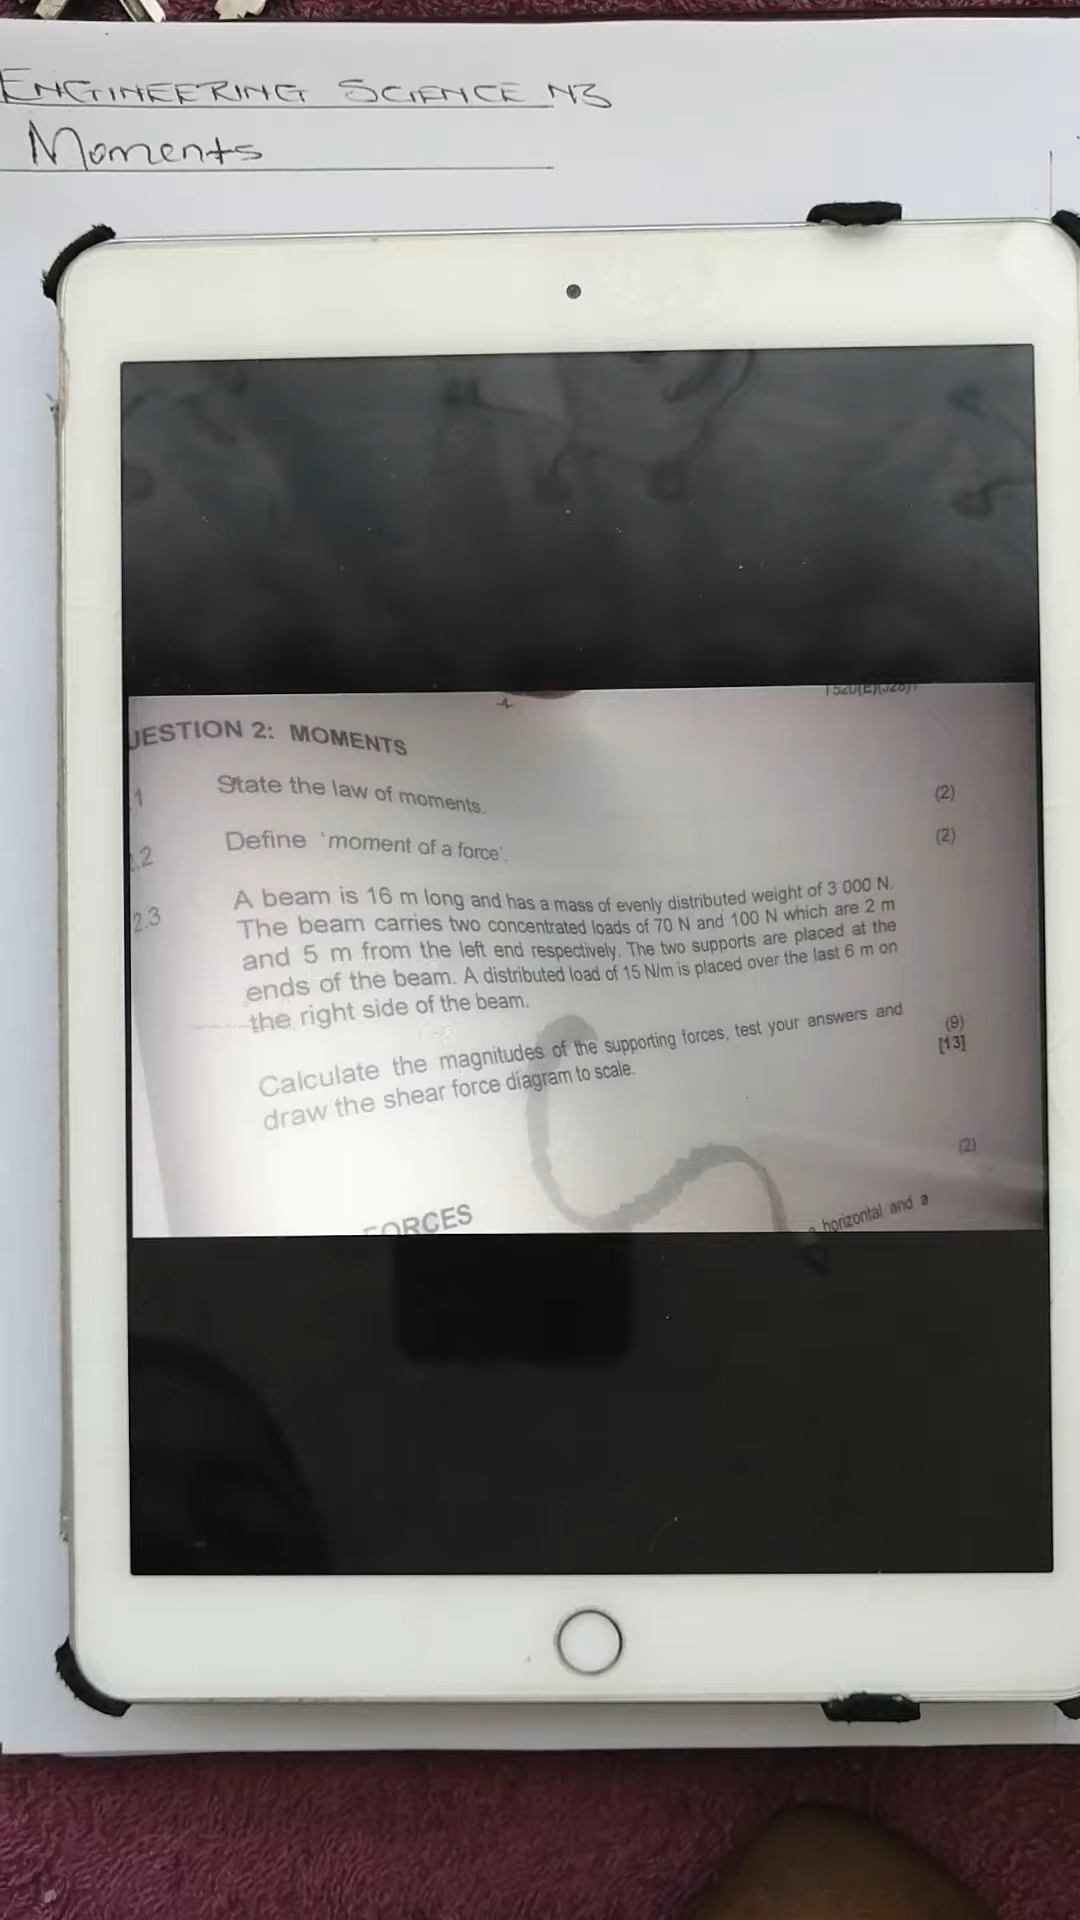 ENGINEERING SCIENCE N3
Moments
UESTION 2: MOMENTS
.1 State the law of moments. (2)
.2 Define 'moment of a force'. (2)
2.3 A beam is 16 m long and has a mass of evenly distributed weight of 3 000 N.
The beam carries two concentrated loads of 70 N and 100 N which are 2 m
and 5 m from the left end respectively. The two supports are placed at the
ends of the beam. A distributed load of 15 N/m is placed over the last 6 m on
the right side of the beam.
Calculate the magnitudes of the supporting forces, test your answers and
draw the shear force diagram to scale. (9)
[13]
(2)
FORCES
horizontal and a